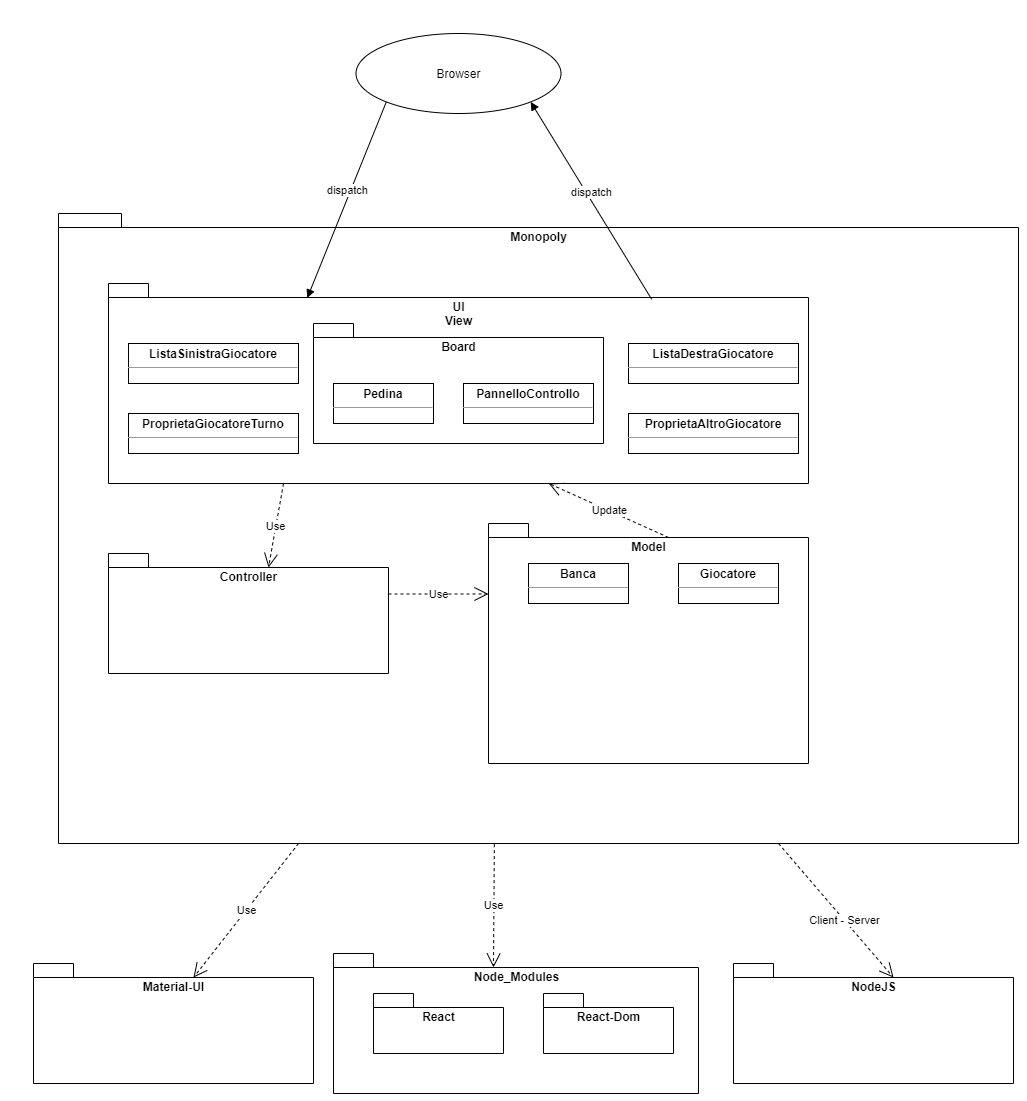 Browser
dispatch
dispatch
Monopoly
UI
View
ListaSinistraGiocatore
Board
ListaDestraGiocatore
Pedina
PannelloControllo
ProprietaGiocatoreTurno
ProprietaAltroGiocatore
Use
Update
Controller
Model
Banca
Giocatore
Use
Use
Use
Client - Server
Material-UI
Node_Modules
NodeJS
React
React-Dom